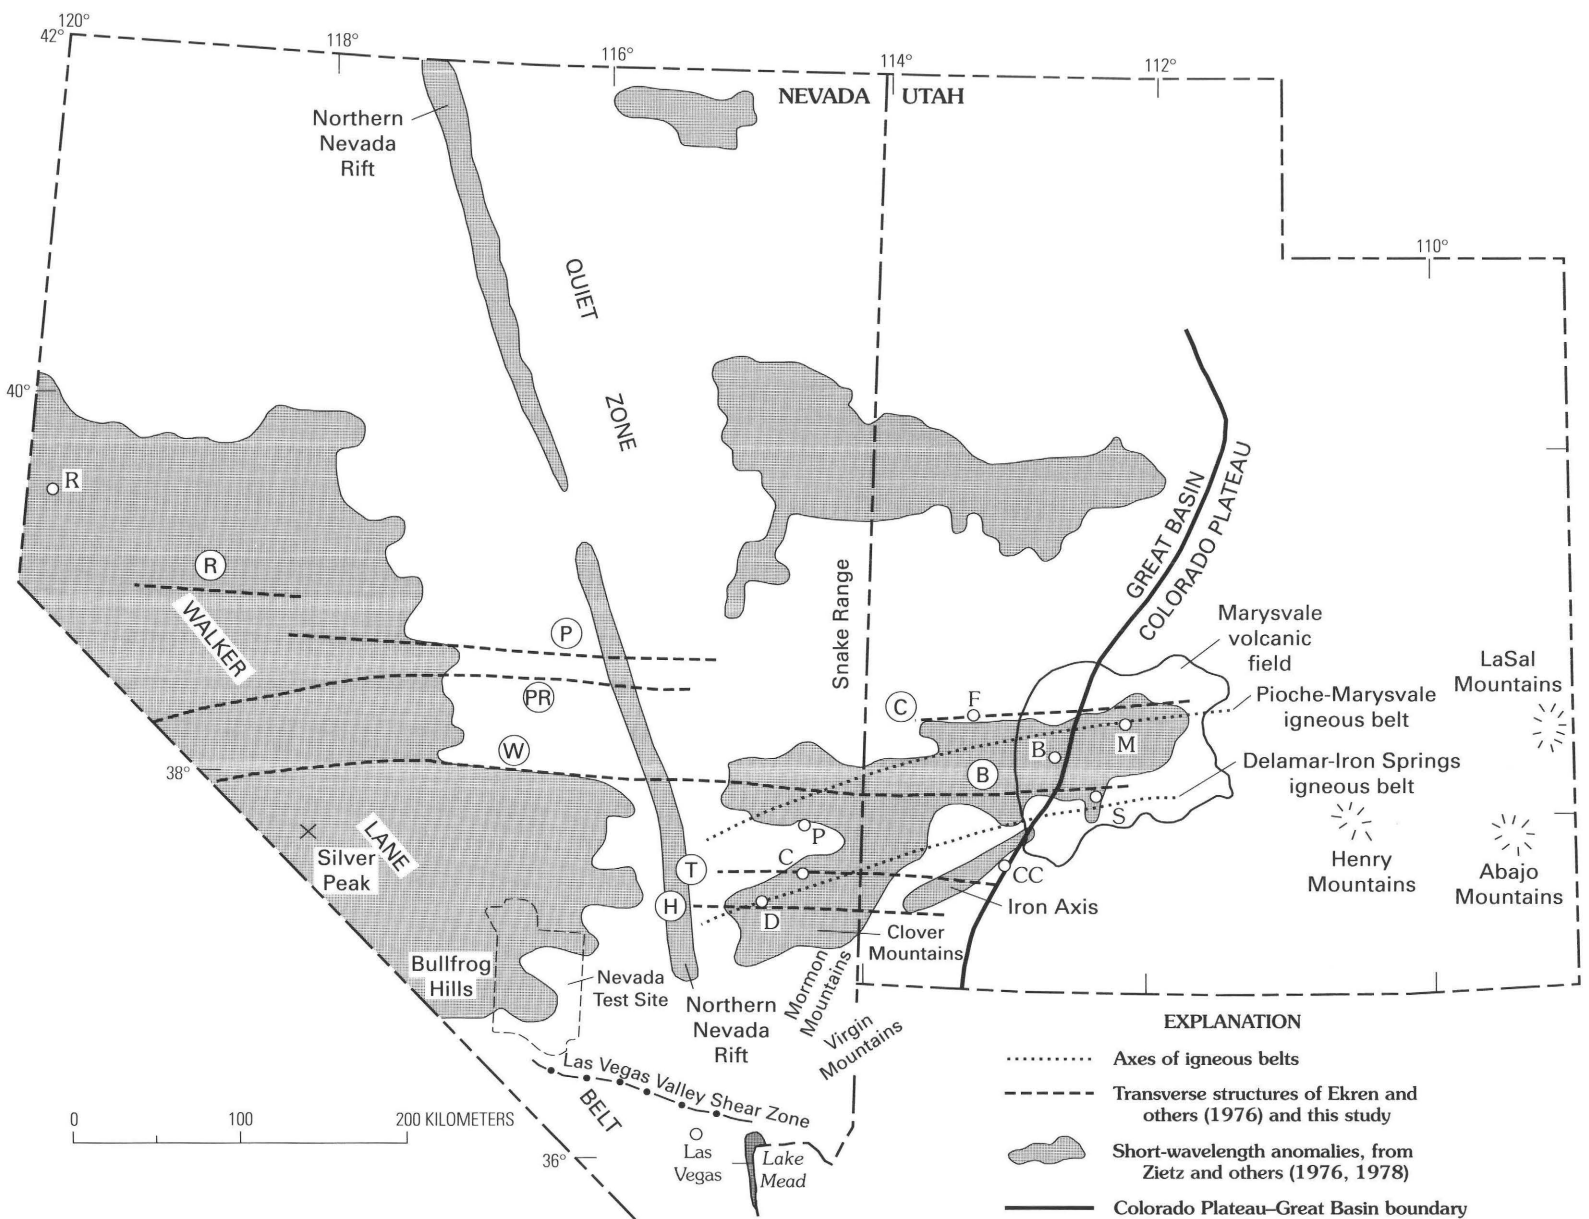 120°
42°
118°
116°
114°
112°
110°
NEVADA
UTAH
Northern
Nevada
Rift
QUIET
ZONE
40°
R
R
WALKER
P
PR
W
38°
Snake Range
GREAT BASIN
COLORADO PLATEAU
Marysvale
volcanic
field
LaSal
Mountains
Pioche-Marysvale
igneous belt
C
F
B
M
B
Delamar-Iron Springs
igneous belt
S
P
C
T
CC
H
D
Iron Axis
Henry
Mountains
Abajo
Mountains
LANE
Silver
Peak
Clover
Mountains
Bullfrog
Hills
Nevada
Test Site
Northern
Nevada
Rift
Mormon
Mountains
Virgin
Mountains
Las Vegas Valley Shear Zone
BELT
Las
Vegas
Lake
Mead
36°
0
100
200 KILOMETERS
EXPLANATION
Axes of igneous belts
Transverse structures of Ekren and
others (1976) and this study
Short-wavelength anomalies, from
Zietz and others (1976, 1978)
Colorado Plateau–Great Basin boundary